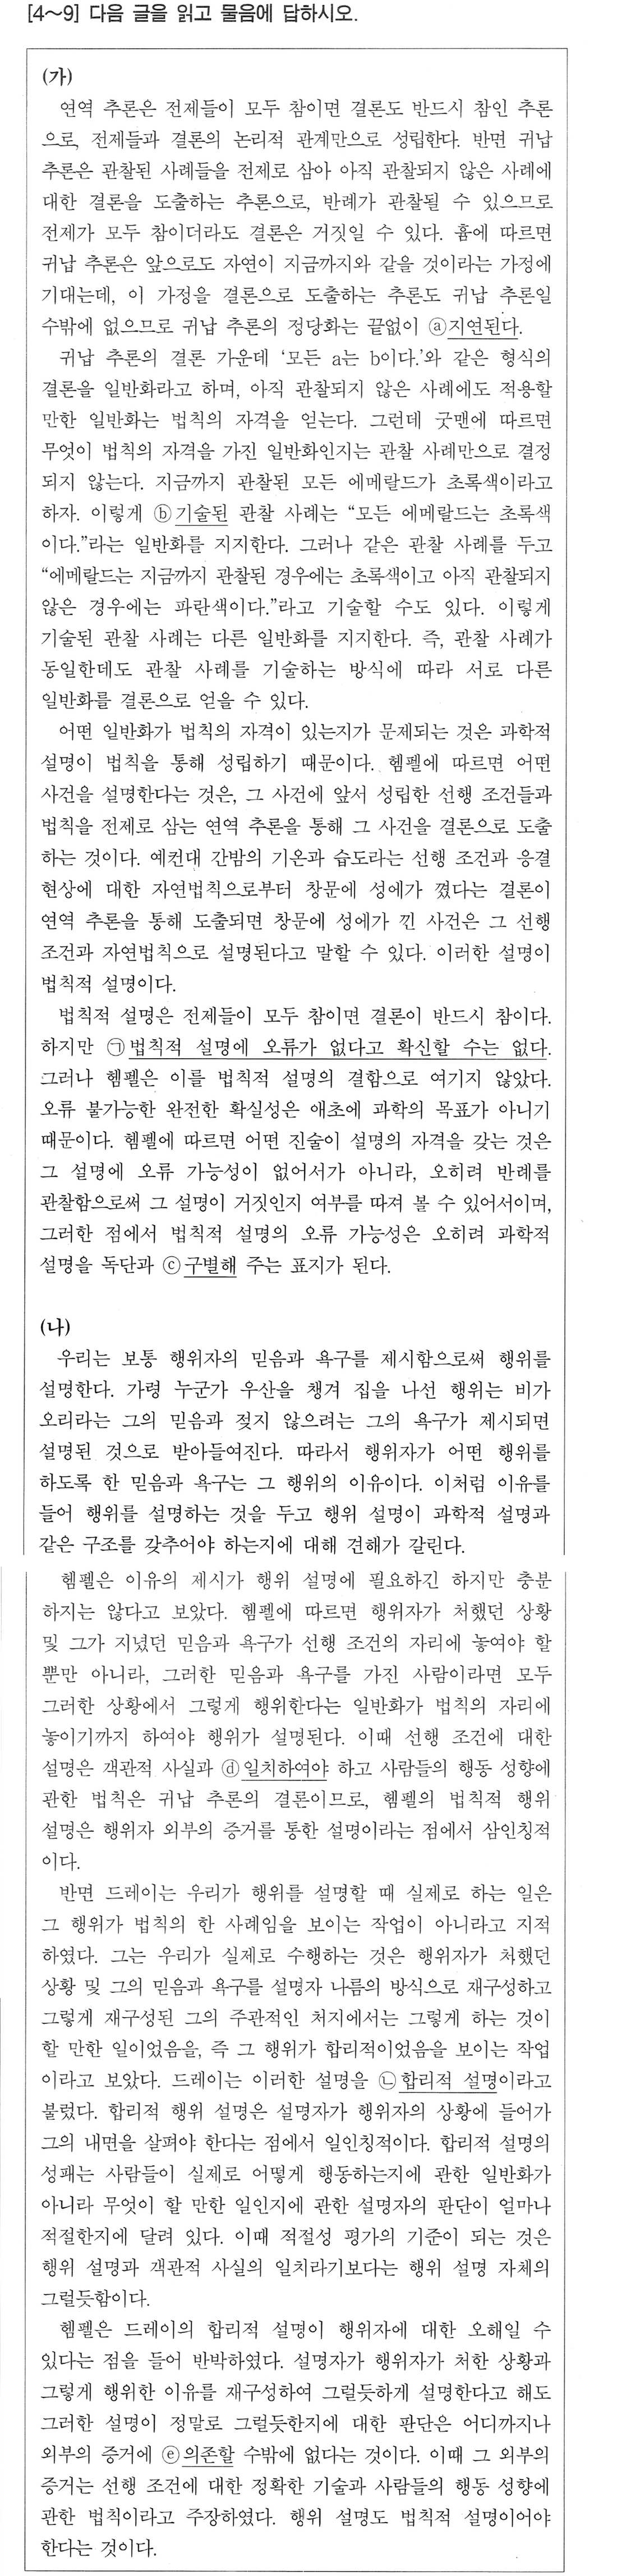 [4～9] 다음 글을 읽고 물음에 답하시오.
(가)
연역 추론은 전제들이 모두 참이면 결론도 반드시 참인 추론
으로, 전제들과 결론의 논리적 관계만으로 성립한다. 반면 귀납
추론은 관찰된 사례들을 전제로 삼아 아직 관찰되지 않은 사례에
대한 결론을 도출하는 추론으로, 반례가 관찰될 수 있으므로
전제가 모두 참이더라도 결론은 거짓일 수 있다. 흄에 따르면
귀납 추론은 앞으로도 자연이 지금까지와 같을 것이라는 가정에
기대는데, 이 가정을 결론으로 도출하는 추론도 귀납 추론일
수밖에 없으므로 귀납 추론의 정당화는 끝없이 ⓐ지연된다.
귀납 추론의 결론 가운데 ‘모든 a는 b이다.’와 같은 형식의
결론을 일반화라고 하며, 아직 관찰되지 않은 사례에도 적용할
만한 일반화는 법칙의 자격을 얻는다. 그런데 굿맨에 따르면
무엇이 법칙의 자격을 가진 일반화인지는 관찰 사례만으로 결정
되지 않는다. 지금까지 관찰된 모든 에메랄드가 초록색이라고
하자. 이렇게 ⓑ기술된 관찰 사례는 “모든 에메랄드는 초록색
이다.”라는 일반화를 지지한다. 그러나 같은 관찰 사례를 두고
“에메랄드는 지금까지 관찰된 경우에는 초록색이고 아직 관찰되지
않은 경우에는 파란색이다.”라고 기술할 수도 있다. 이렇게
기술된 관찰 사례는 다른 일반화를 지지한다. 즉, 관찰 사례가
동일한데도 관찰 사례를 기술하는 방식에 따라 서로 다른
일반화를 결론으로 얻을 수 있다.
어떤 일반화가 법칙의 자격이 있는지가 문제되는 것은 과학적
설명이 법칙을 통해 성립하기 때문이다. 헴펠에 따르면 어떤
사건을 설명한다는 것은, 그 사건에 앞서 성립한 선행 조건들과
법칙을 전제로 삼는 연역 추론을 통해 그 사건을 결론으로 도출
하는 것이다. 예컨대 간밤의 기온과 습도라는 선행 조건과 응결
현상에 대한 자연법칙으로부터 창문에 성에가 꼈다는 결론이
연역 추론을 통해 도출되면 창문에 성에가 낀 사건은 그 선행
조건과 자연법칙으로 설명된다고 말할 수 있다. 이러한 설명이
법칙적 설명이다.
법칙적 설명은 전제들이 모두 참이면 결론이 반드시 참이다.
하지만 ㉠법칙적 설명에 오류가 없다고 확신할 수는 없다.
그러나 헴펠은 이를 법칙적 설명의 결함으로 여기지 않았다.
오류 불가능한 완전한 확실성은 애초에 과학의 목표가 아니기
때문이다. 헴펠에 따르면 어떤 진술이 설명의 자격을 갖는 것은
그 설명에 오류 가능성이 없어서가 아니라, 오히려 반례를
관찰함으로써 그 설명이 거짓인지 여부를 따져 볼 수 있어서이며,
그러한 점에서 법칙적 설명의 오류 가능성은 오히려 과학적
설명을 독단과 ⓒ구별해 주는 표지가 된다.
(나)
우리는 보통 행위자의 믿음과 욕구를 제시함으로써 행위를
설명한다. 가령 누군가 우산을 챙겨 집을 나선 행위는 비가
오리라는 그의 믿음과 젖지 않으려는 그의 욕구가 제시되면
설명된 것으로 받아들여진다. 따라서 행위자가 어떤 행위를
하도록 한 믿음과 욕구는 그 행위의 이유이다. 이처럼 이유를
들어 행위를 설명하는 것을 두고 행위 설명이 과학적 설명과
같은 구조를 갖추어야 하는지에 대해 견해가 갈린다.
헴펠은 이유의 제시가 행위 설명에 필요하긴 하지만 충분
하지는 않다고 보았다. 헴펠에 따르면 행위자가 처했던 상황
및 그가 지녔던 믿음과 욕구가 선행 조건의 자리에 놓여야 할
뿐만 아니라, 그러한 믿음과 욕구를 가진 사람이라면 모두
그러한 상황에서 그렇게 행위한다는 일반화가 법칙의 자리에
놓이기까지 하여야 행위가 설명된다. 이때 선행 조건에 대한
설명은 객관적 사실과 ⓓ일치하여야 하고 사람들의 행동 성향에
관한 법칙은 귀납 추론의 결론이므로, 헴펠의 법칙적 행위
설명은 행위자 외부의 증거를 통한 설명이라는 점에서 삼인칭적
이다.
반면 드레이는 우리가 행위를 설명할 때 실제로 하는 일은
그 행위가 법칙의 한 사례임을 보이는 작업이 아니라고 지적
하였다. 그는 우리가 실제로 수행하는 것은 행위자가 처했던
상황 및 그의 믿음과 욕구를 설명자 나름의 방식으로 재구성하고
그렇게 재구성된 그의 주관적인 처지에서는 그렇게 하는 것이
할 만한 일이었음을, 즉 그 행위가 합리적이었음을 보이는 작업
이라고 보았다. 드레이는 이러한 설명을 ㉡합리적 설명이라고
불렀다. 합리적 행위 설명은 설명자가 행위자의 상황에 들어가
그의 내면을 살펴야 한다는 점에서 일인칭적이다. 합리적 설명의
성패는 사람들이 실제로 어떻게 행동하는지에 관한 일반화가
아니라 무엇이 할 만한 일인지에 관한 설명자의 판단이 얼마나
적절한지에 달려 있다. 이때 적절성 평가의 기준이 되는 것은
행위 설명과 객관적 사실의 일치라기보다는 행위 설명 자체의
그럴듯함이다.
헴펠은 드레이의 합리적 설명이 행위자에 대한 오해일 수
있다는 점을 들어 반박하였다. 설명자가 행위자가 처한 상황과
그렇게 행위한 이유를 재구성하여 그럴듯하게 설명한다고 해도
그러한 설명이 정말로 그럴듯한지에 대한 판단은 어디까지나
외부의 증거에 ⓔ의존할 수밖에 없다는 것이다. 이때 그 외부의
증거는 선행 조건에 대한 정확한 기술과 사람들의 행동 성향에
관한 법칙이라고 주장하였다. 행위 설명도 법칙적 설명이어야
한다는 것이다.